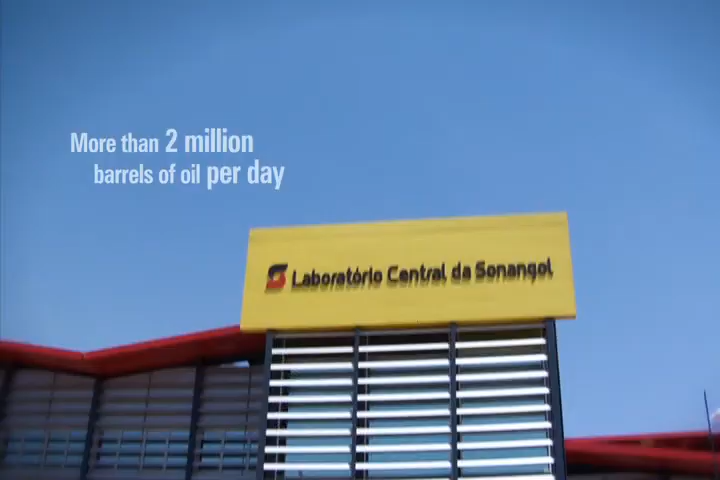 More than 2 million
barrels of oil per day
Laboratório Central da Sonangol